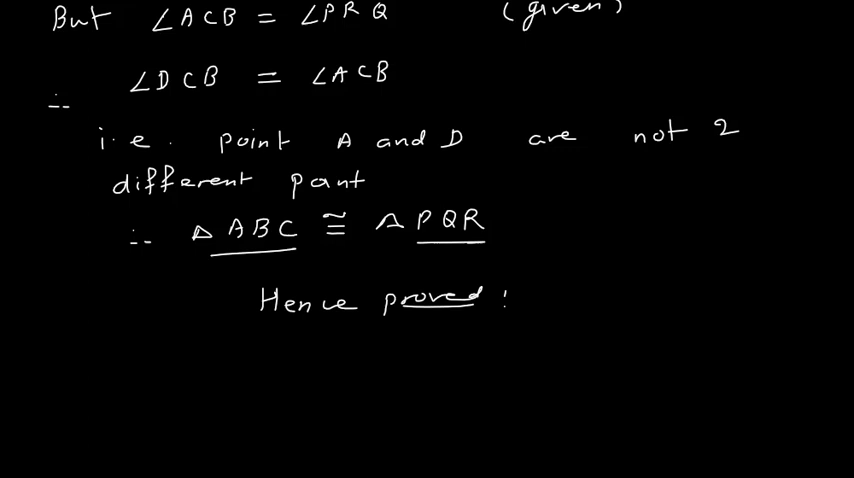 But ∠ACB = ∠PRQ (given)
∴ ∠DCB = ∠ACB
i.e. point A and D are not 2
different pant
∴ △ABC ≅ △PQR
Hence proved !